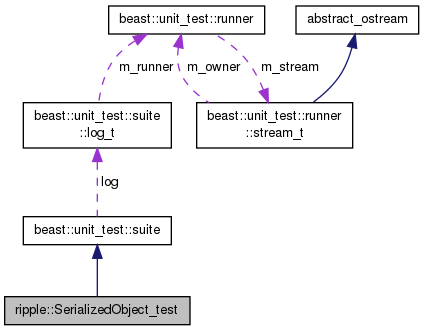 beast::unit_test::runner
abstract_ostream
m_runner
m_owner
m_stream
beast::unit_test::suite
::log_t
beast::unit_test::runner
::stream_t
log
beast::unit_test::suite
ripple::SerializedObject_test